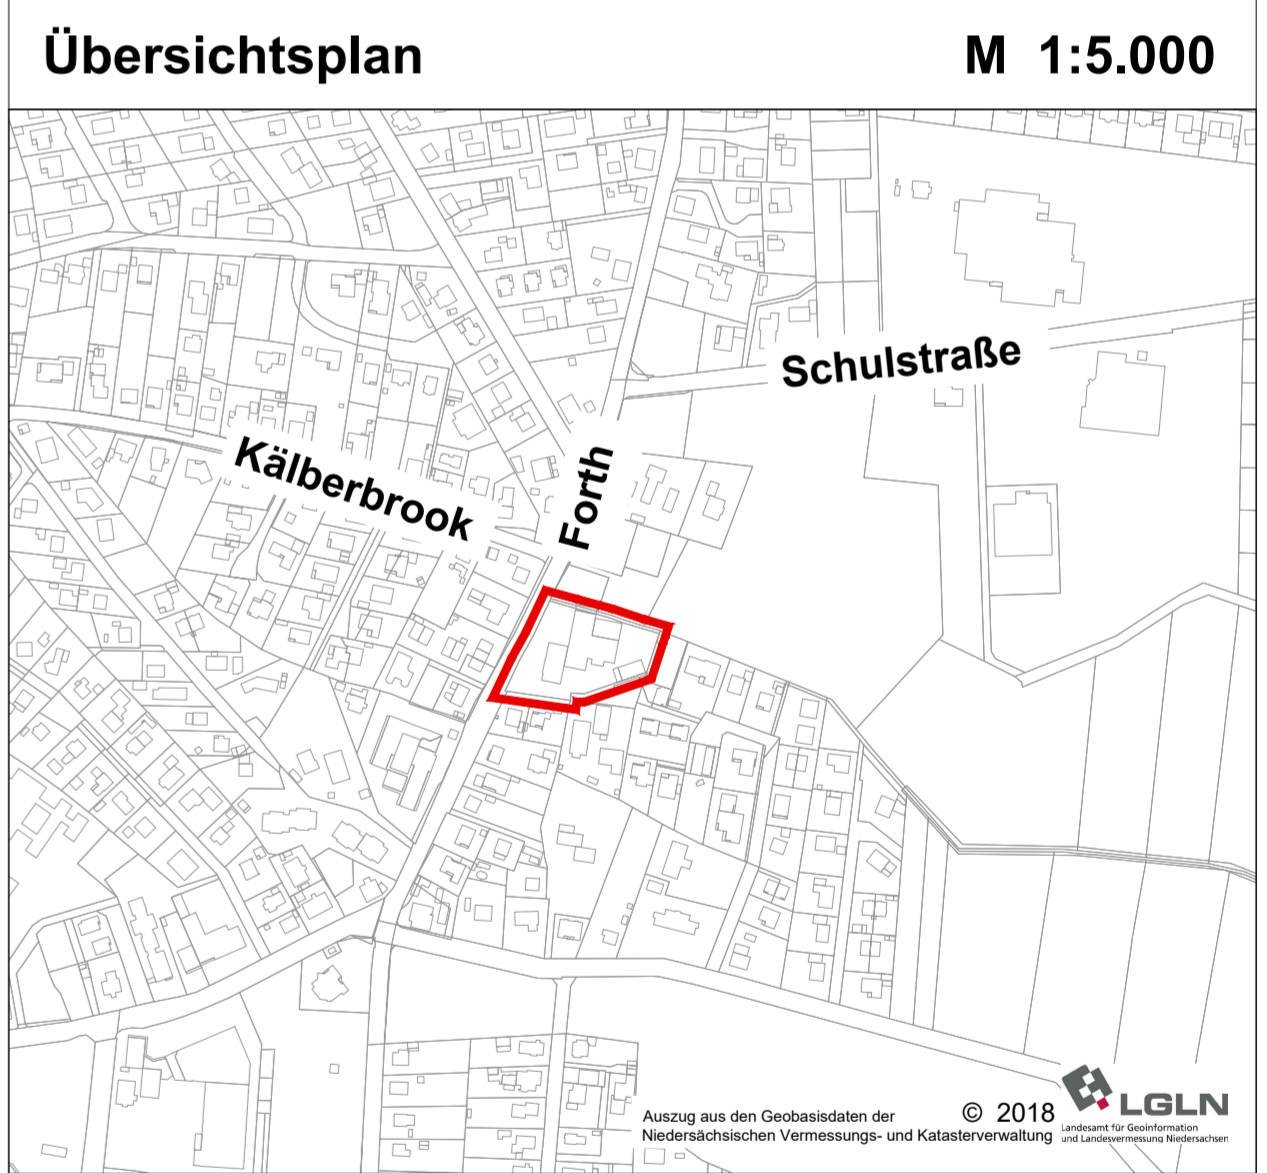 Übersichtsplan M 1:5.000
Schulstraße
Kälberbrook
Forth
Auszug aus den Geobasisdaten der © 2018
Niedersächsischen Vermessungs- und Katasterverwaltung
LGLN
Landesamt für Geoinformation
und Landesvermessung Niedersachsen